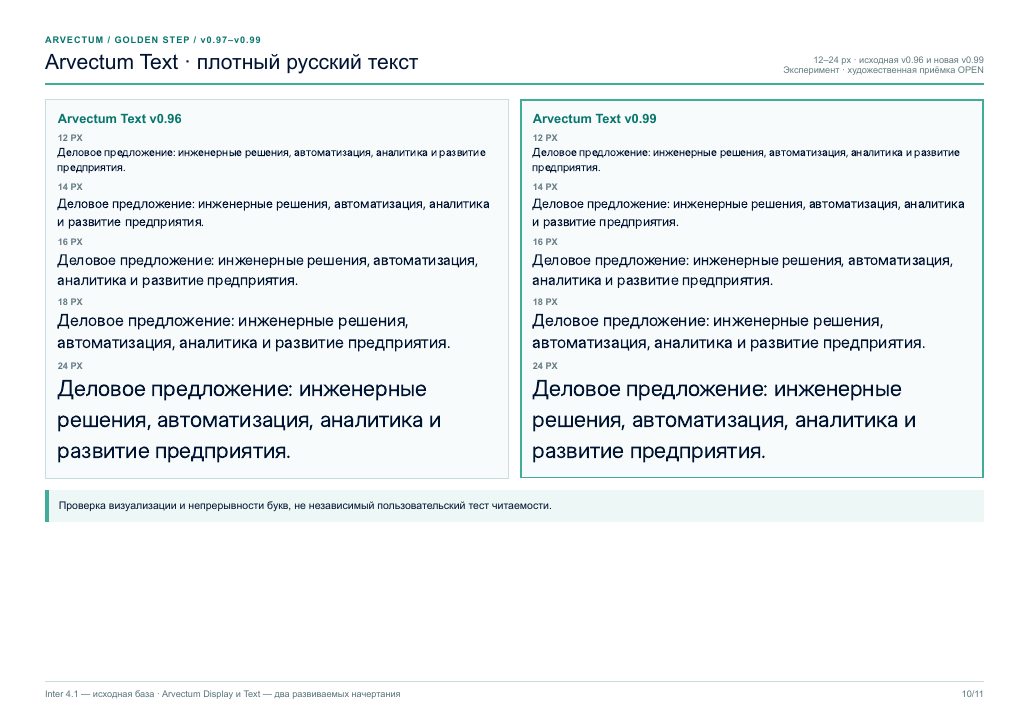 ARVECTUM / GOLDEN STEP / v0.97–v0.99
Arvectum Text · плотный русский текст
12–24 px · исходная v0.96 и новая v0.99
Эксперимент · художественная приёмка OPEN
Arvectum Text v0.96
12 PX
Деловое предложение: инженерные решения, автоматизация, аналитика и развитие
предприятия.
14 PX
Деловое предложение: инженерные решения, автоматизация, аналитика
и развитие предприятия.
16 PX
Деловое предложение: инженерные решения, автоматизация,
аналитика и развитие предприятия.
18 PX
Деловое предложение: инженерные решения,
автоматизация, аналитика и развитие предприятия.
24 PX
Деловое предложение: инженерные
решения, автоматизация, аналитика и
развитие предприятия.
Arvectum Text v0.99
12 PX
Деловое предложение: инженерные решения, автоматизация, аналитика и развитие
предприятия.
14 PX
Деловое предложение: инженерные решения, автоматизация, аналитика
и развитие предприятия.
16 PX
Деловое предложение: инженерные решения, автоматизация,
аналитика и развитие предприятия.
18 PX
Деловое предложение: инженерные решения,
автоматизация, аналитика и развитие предприятия.
24 PX
Деловое предложение: инженерные
решения, автоматизация, аналитика и
развитие предприятия.
Проверка визуализации и непрерывности букв, не независимый пользовательский тест читаемости.
Inter 4.1 — исходная база · Arvectum Display и Text — два развиваемых начертания
10/11